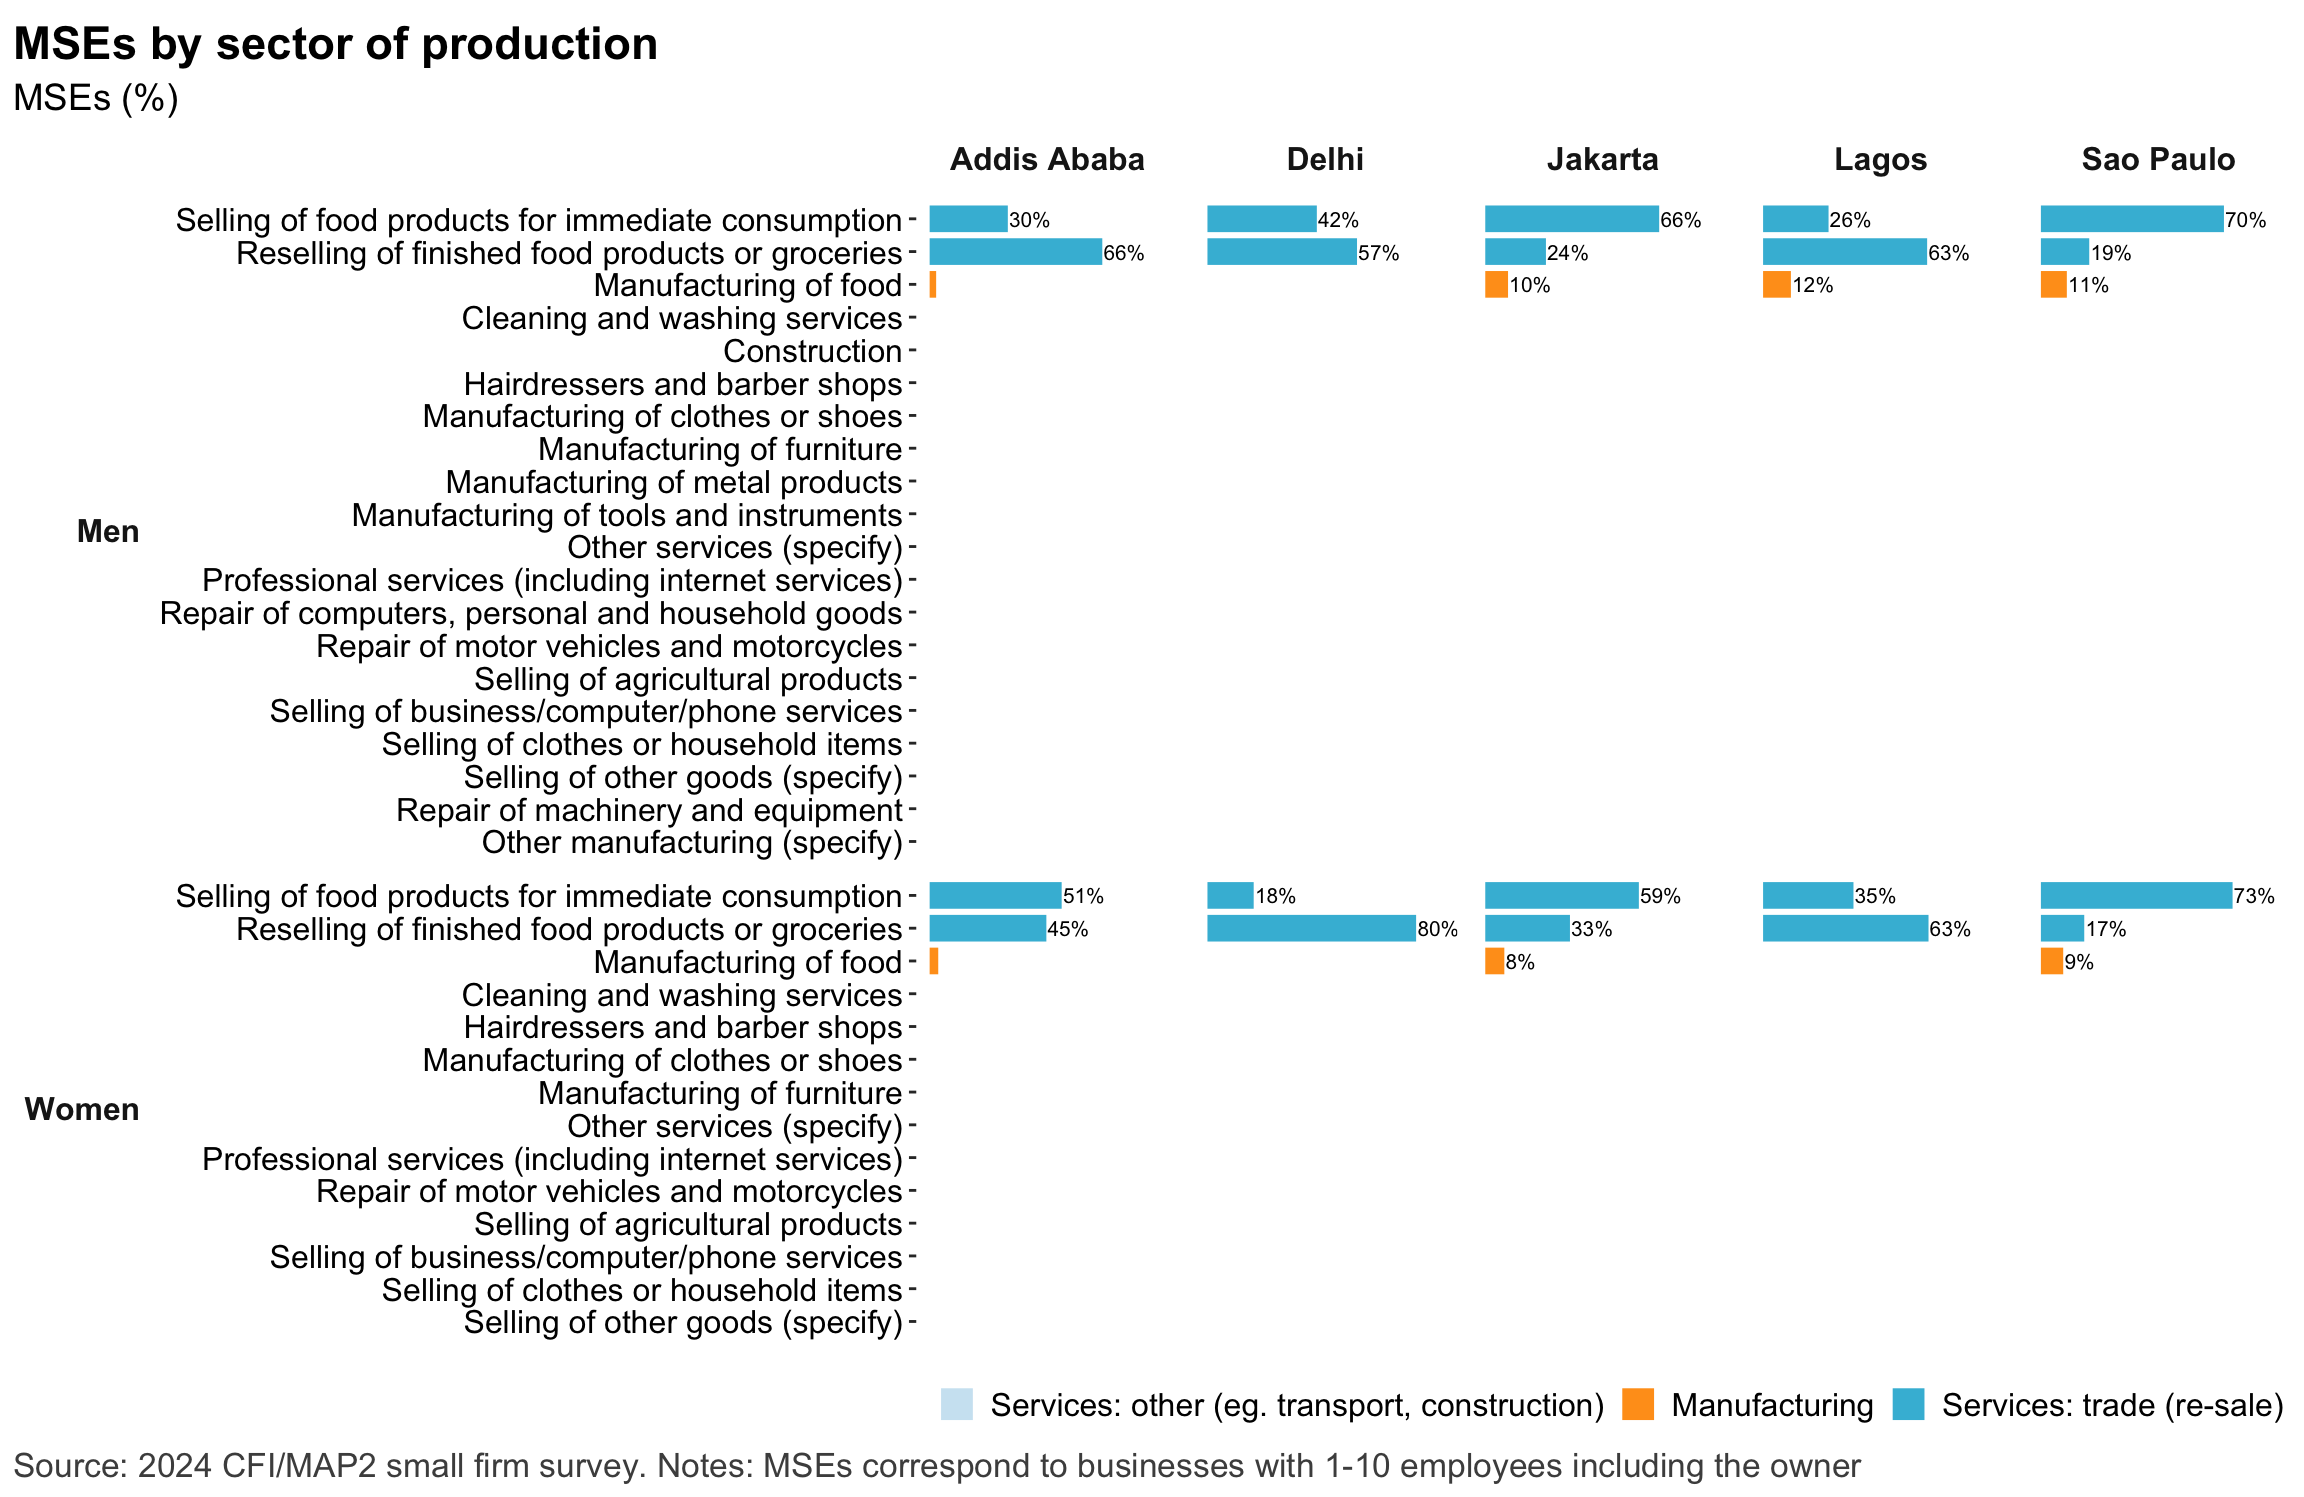 MSEs by sector of production
MSEs (%)
Addis Ababa Delhi Jakarta Lagos Sao Paulo
Selling of food products for immediate consumption 30% 42% 66% 26% 70%
Reselling of finished food products or groceries 66% 57% 24% 63% 19%
Manufacturing of food 10% 12% 11%
Cleaning and washing services
Construction
Hairdressers and barber shops
Manufacturing of clothes or shoes
Manufacturing of furniture
Manufacturing of metal products
Manufacturing of tools and instruments
Men
Other services (specify)
Professional services (including internet services)
Repair of computers, personal and household goods
Repair of motor vehicles and motorcycles
Selling of agricultural products
Selling of business/computer/phone services
Selling of clothes or household items
Selling of other goods (specify)
Repair of machinery and equipment
Other manufacturing (specify)
Selling of food products for immediate consumption 51% 18% 59% 35% 73%
Reselling of finished food products or groceries 45% 80% 33% 63% 17%
Manufacturing of food 8% 9%
Cleaning and washing services
Hairdressers and barber shops
Manufacturing of clothes or shoes
Manufacturing of furniture
Women
Other services (specify)
Professional services (including internet services)
Repair of motor vehicles and motorcycles
Selling of agricultural products
Selling of business/computer/phone services
Selling of clothes or household items
Selling of other goods (specify)
Services: other (eg. transport, construction) Manufacturing Services: trade (re-sale)
Source: 2024 CFI/MAP2 small firm survey. Notes: MSEs correspond to businesses with 1-10 employees including the owner